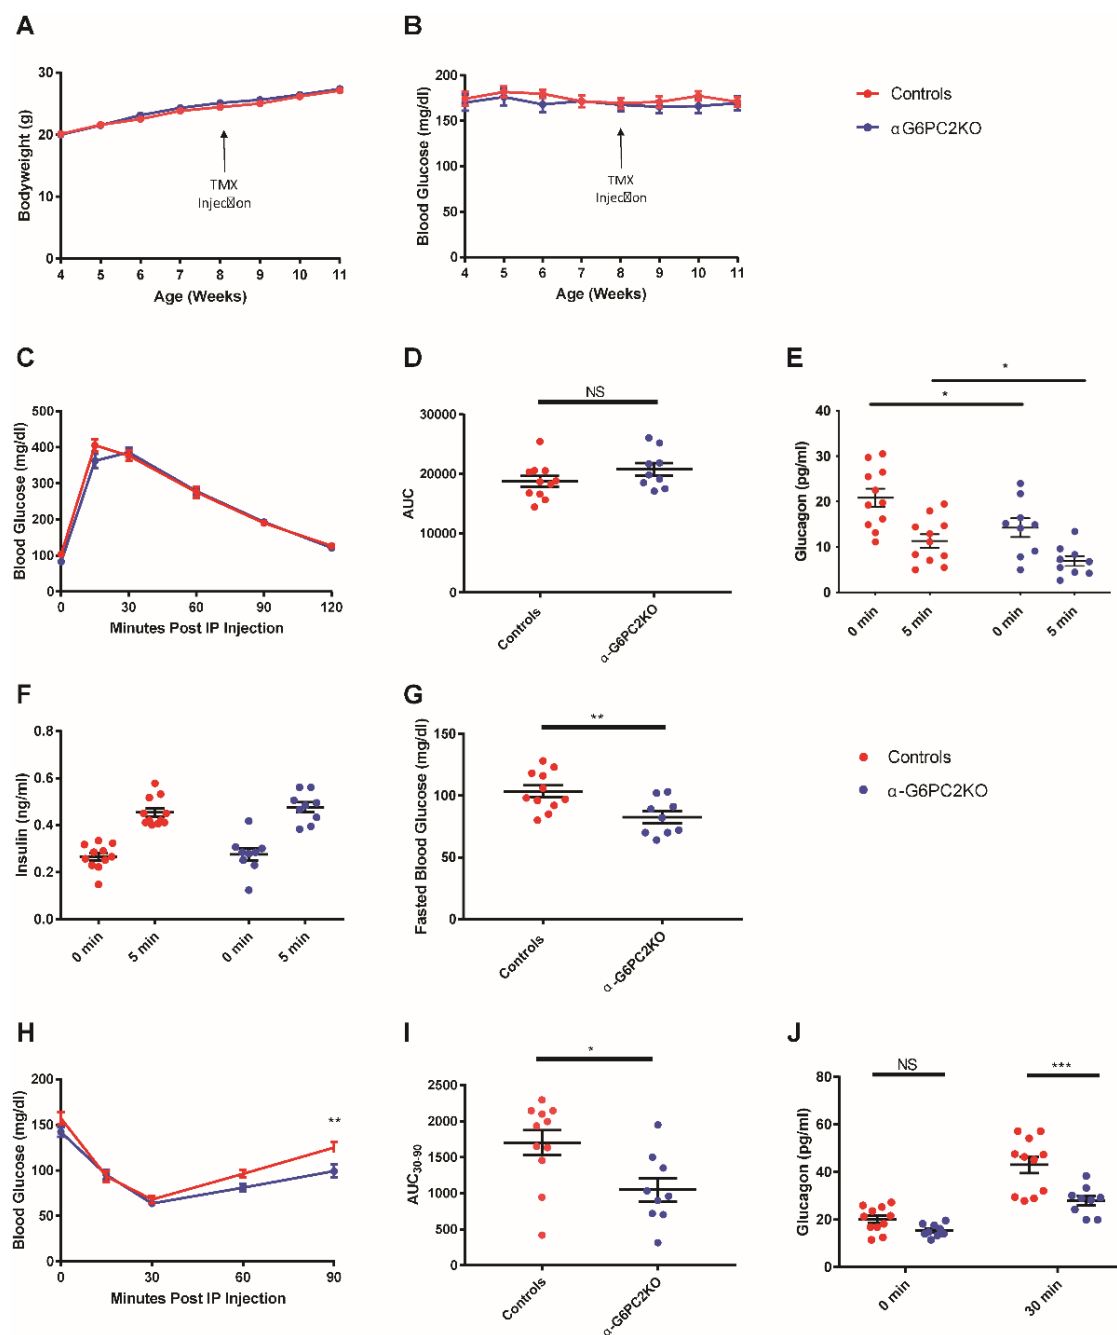 A
B
30
20
10
0
Bodyweight (g)
TMX
Injec☒on
4 5 6 7 8 9 10 11
Age (Weeks)
200
150
100
50
0
Blood Glucose (mg/dl)
TMX
Injec☒on
4 5 6 7 8 9 10 11
Age (Weeks)
Controls
αG6PC2KO
C
D
E
500
400
300
200
100
0
Blood Glucose (mg/dl)
0 30 60 90 120
Minutes Post IP Injection
NS
30000
20000
10000
0
AUC
Controls
α-G6PC2KO
*
*
40
30
20
10
0
Glucagon (pg/ml)
0 min
5 min
0 min
5 min
F
G
0.8
0.6
0.4
0.2
0.0
Insulin (ng/ml)
0 min
5 min
0 min
5 min
**
150
100
50
0
Fasted Blood Glucose (mg/dl)
Controls
α-G6PC2KO
Controls
α-G6PC2KO
H
I
J
200
150
100
50
0
Blood Glucose (mg/dl)
**
0 30 60 90
Minutes Post IP Injection
*
2500
2000
1500
1000
500
0
AUC30-90
Controls
α-G6PC2KO
NS
***
80
60
40
20
0
Glucagon (pg/ml)
0 min
30 min